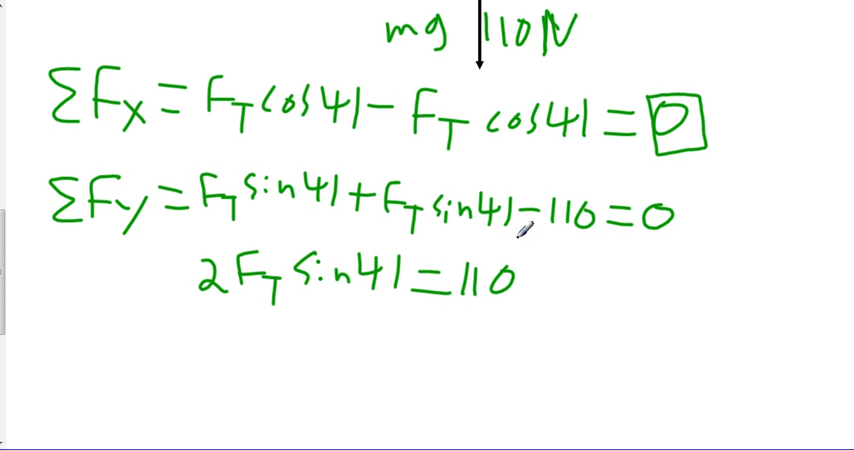 mg 110N
ΣFx = FT cos41 - FT cos41 = 0
ΣFy = FT sin41 + FT sin41 - 110 = 0
2FT sin41 = 110